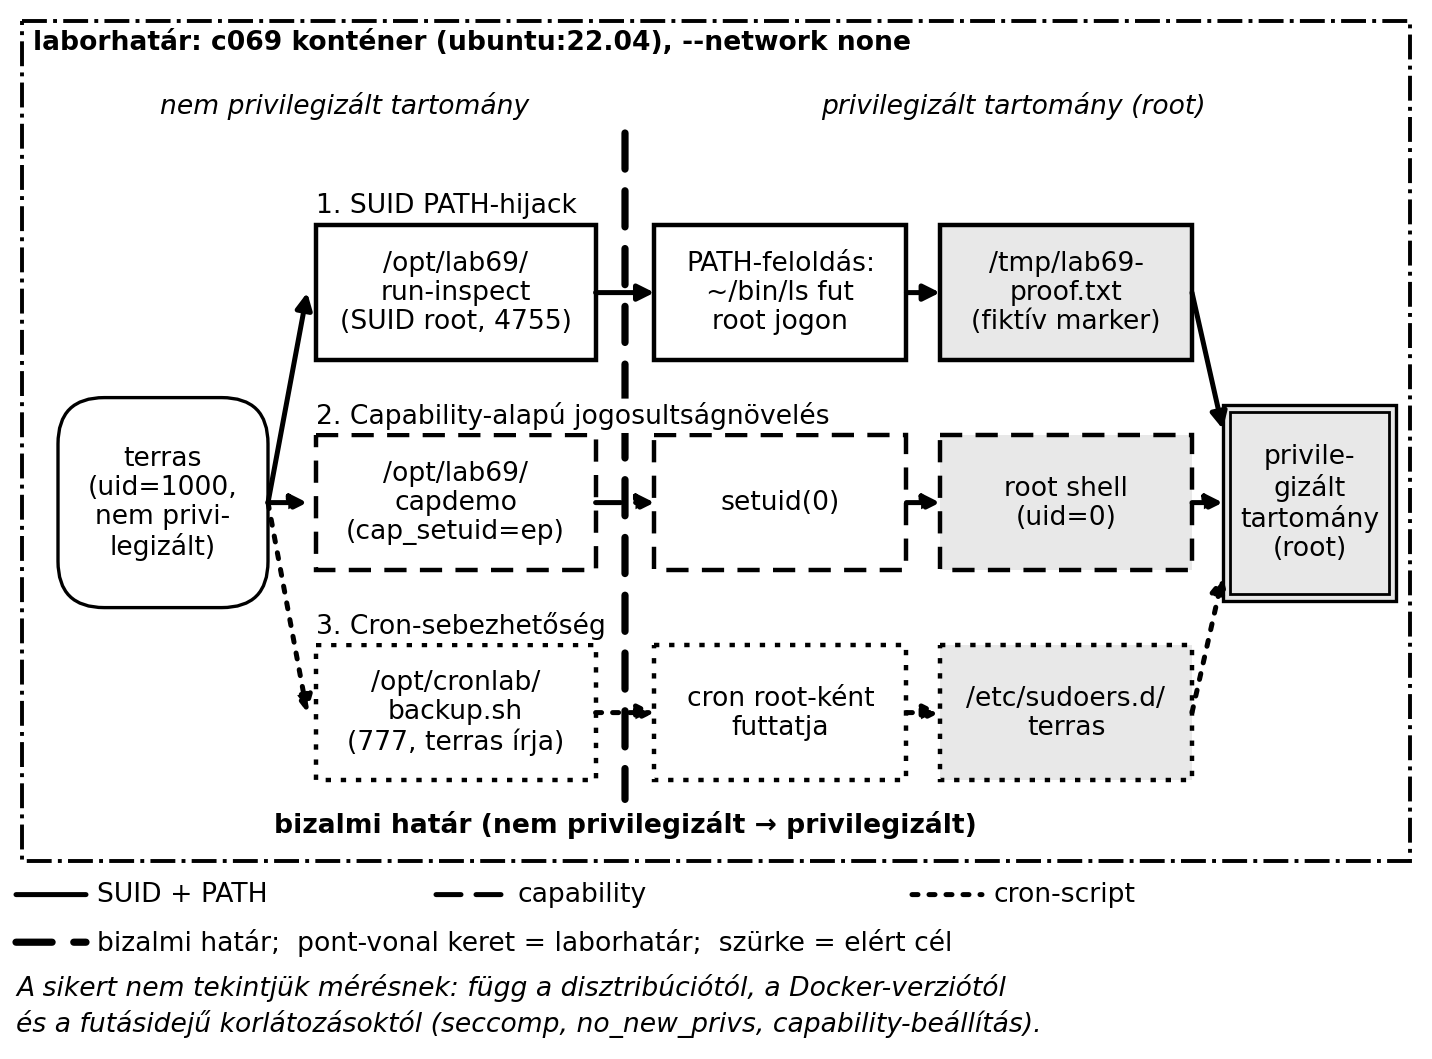 laborhatár: c069 konténer (ubuntu:22.04), --network none
nem privilegizált tartomány
privilegizált tartomány (root)
1. SUID PATH-hijack
/opt/lab69/
run-inspect
(SUID root, 4755)
PATH-feloldás:
~/bin/ls fut
root jogon
/tmp/lab69-
proof.txt
(fiktív marker)
terras
(uid=1000,
nem privi-
legizált)
2. Capability-alapú jogosultságnövelés
/opt/lab69/
capdemo
(cap_setuid=ep)
setuid(0)
root shell
(uid=0)
privile-
gizált
tartomány
(root)
3. Cron-sebezhetőség
/opt/cronlab/
backup.sh
(777, terras írja)
cron root-ként
futtatja
/etc/sudoers.d/
terras
bizalmi határ (nem privilegizált → privilegizált)
SUID + PATH
capability
cron-script
bizalmi határ;  pont-vonal keret = laborhatár;  szürke = elért cél
A sikert nem tekintjük mérésnek: függ a disztribúciótól, a Docker-verziótól
és a futásidejű korlátozásoktól (seccomp, no_new_privs, capability-beállítás).